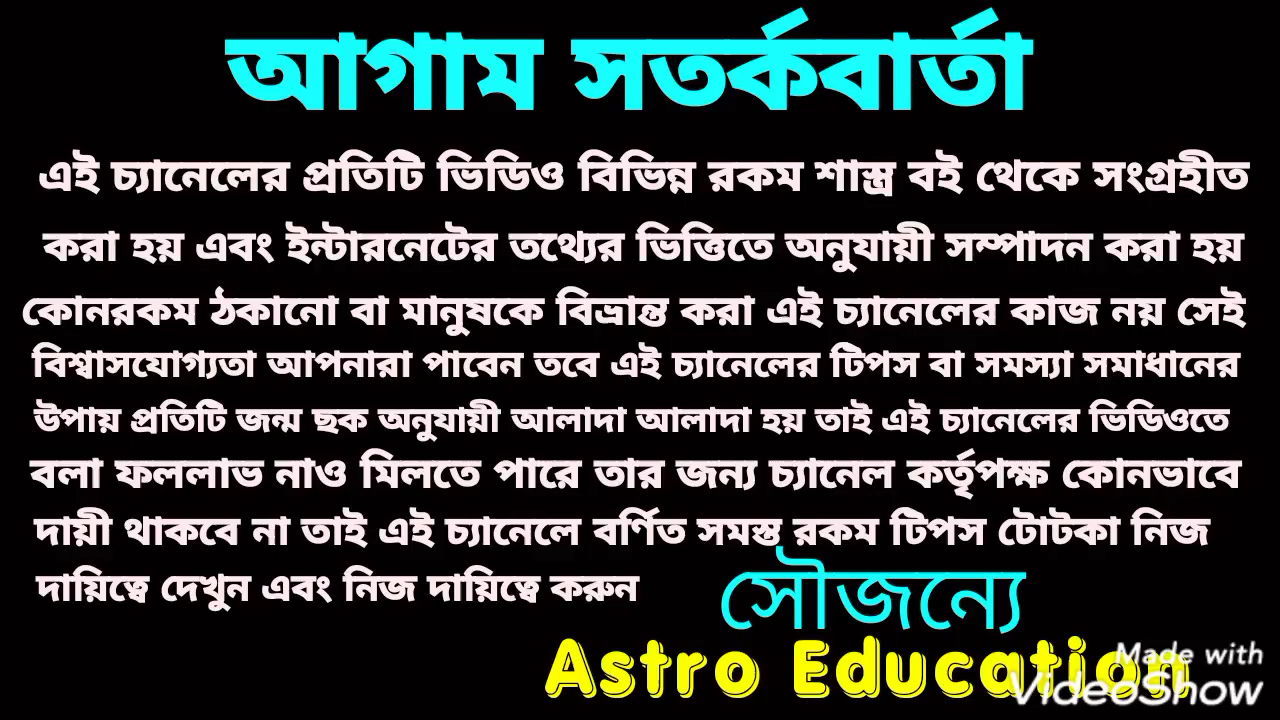 আগাম সতর্কবার্তা
এই চ্যানেলের প্রতিটি ভিডিও বিভিন্ন রকম শাস্ত্র বই থেকে সংগ্রহীত
করা হয় এবং ইন্টারনেটের তথ্যের ভিত্তিতে অনুযায়ী সম্পাদন করা হয়
কোনরকম ঠকানো বা মানুষকে বিভ্রান্ত করা এই চ্যানেলের কাজ নয় সেই
বিশ্বাসযোগ্যতা আপনারা পাবেন তবে এই চ্যানেলের টিপস বা সমস্যা সমাধানের
উপায় প্রতিটি জন্ম ছক অনুযায়ী আলাদা আলাদা হয় তাই এই চ্যানেলের ভিডিওতে
বলা ফললাভ নাও মিলতে পারে তার জন্য চ্যানেল কর্তৃপক্ষ কোনভাবে
দায়ী থাকবে না তাই এই চ্যানেলে বর্ণিত সমস্ত রকম টিপস টোটকা নিজ
দায়িত্বে দেখুন এবং নিজ দায়িত্বে করুন
সৌজন্যে
Astro Education
Made with
VideoShow